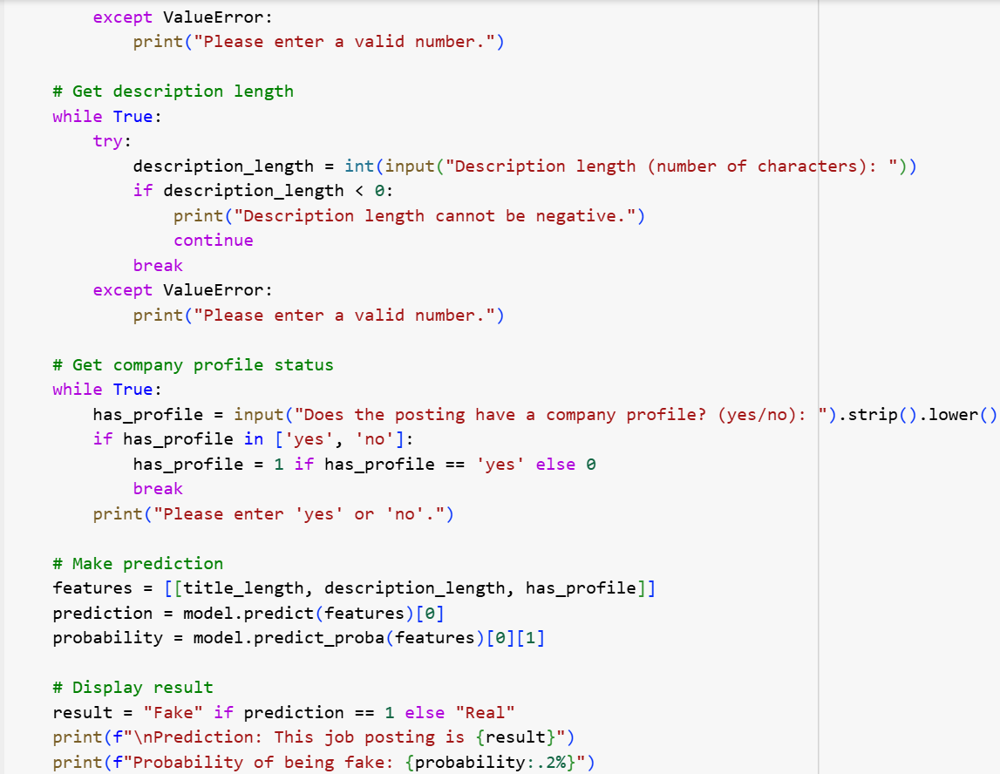 except ValueError:
print("Please enter a valid number.")
# Get description length
while True:
try:
description_length = int(input("Description length (number of characters): "))
if description_length < 0:
print("Description length cannot be negative.")
continue
break
except ValueError:
print("Please enter a valid number.")
# Get company profile status
while True:
has_profile = input("Does the posting have a company profile? (yes/no): ").strip().lower()
if has_profile in ['yes', 'no']:
has_profile = 1 if has_profile == 'yes' else 0
break
print("Please enter 'yes' or 'no'.")
# Make prediction
features = [[title_length, description_length, has_profile]]
prediction = model.predict(features)[0]
probability = model.predict_proba(features)[0][1]
# Display result
result = "Fake" if prediction == 1 else "Real"
print(f"\nPrediction: This job posting is {result}")
print(f"Probability of being fake: {probability:.2%}")